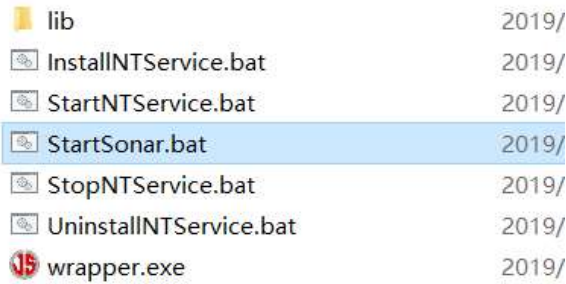 lib 2019/
InstallNTService.bat 2019/
StartNTService.bat 2019/
StartSonar.bat 2019/
StopNTService.bat 2019/
UninstallNTService.bat 2019/
wrapper.exe 2019/